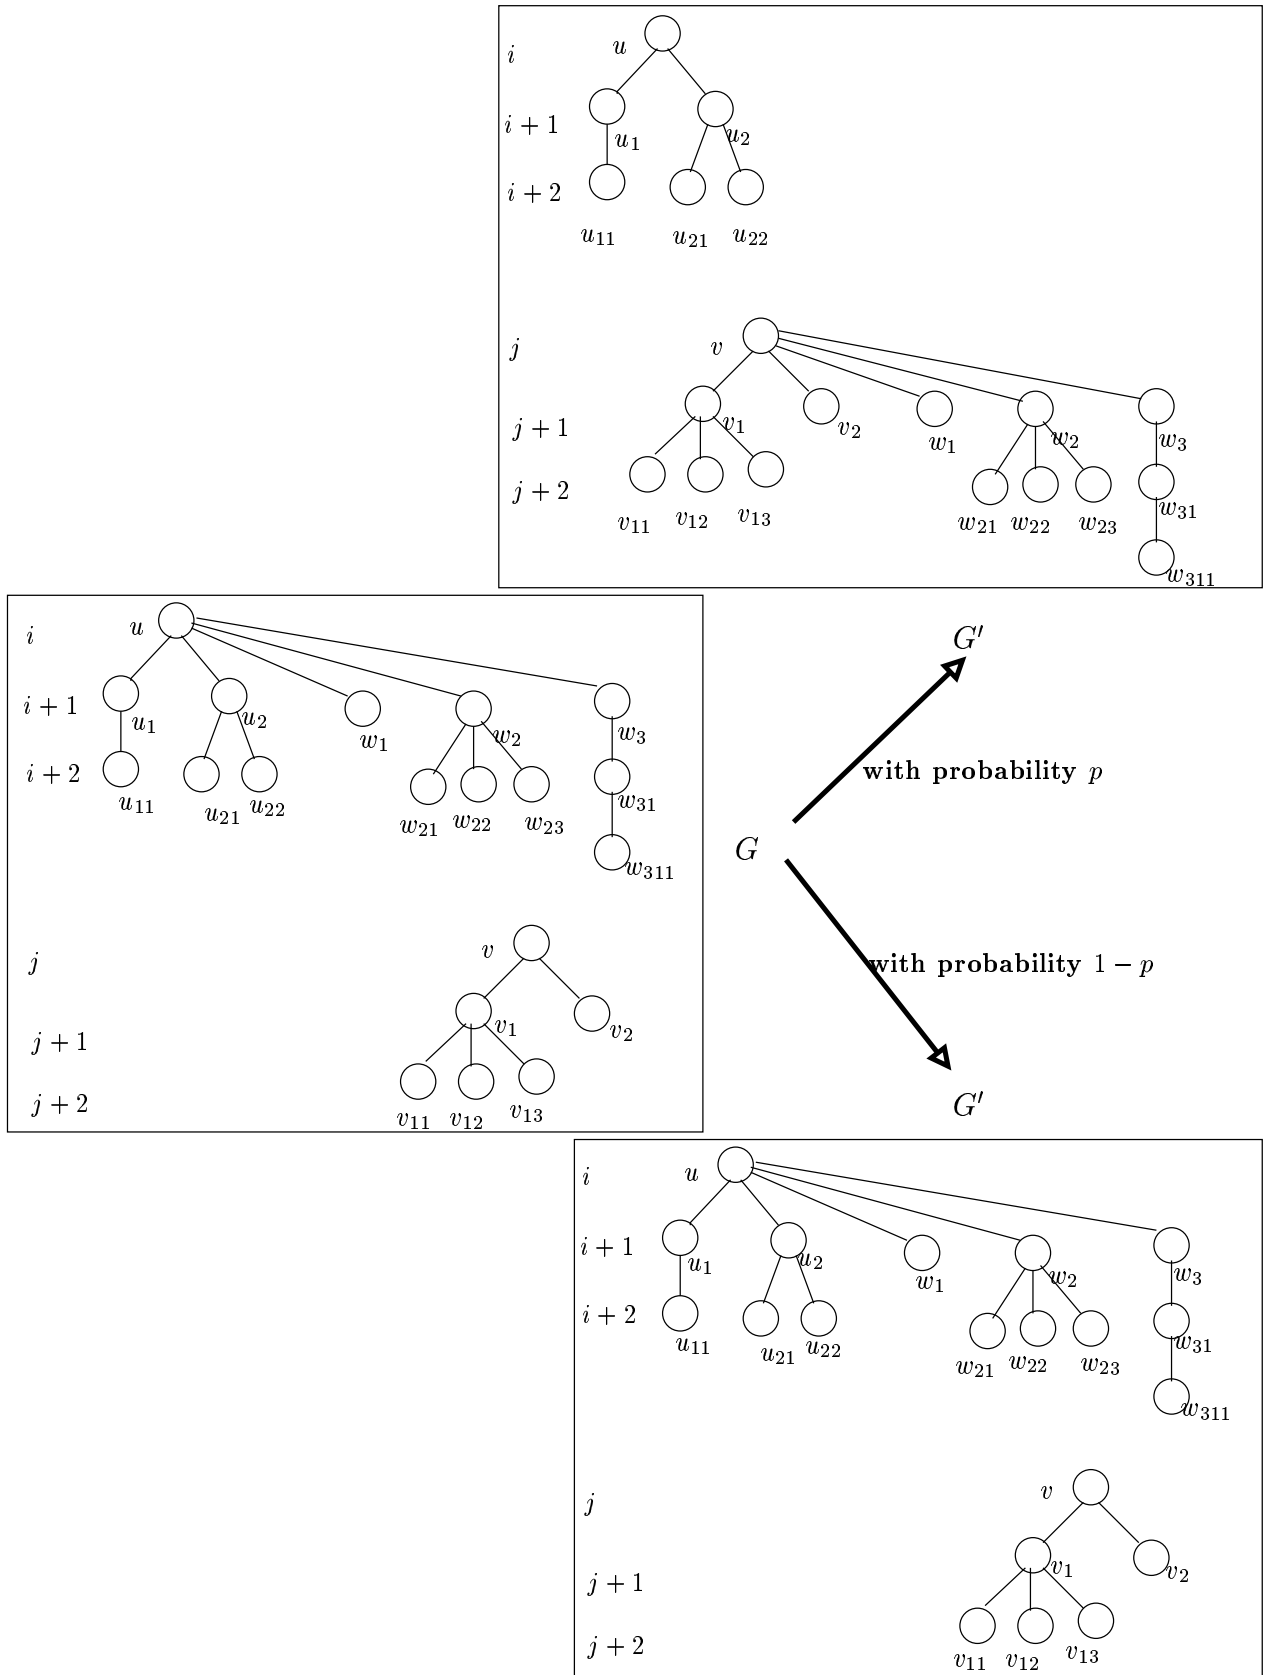 u
i
i + 1
u1
u2
i + 2
u11
u21
u22
v
j
j + 1
v1
v2
w1
w2
w3
j + 2
v11
v12
v13
w21
w22
w23
w31
w311
u
i
i + 1
u1
u2
w1
w2
w3
i + 2
u11
u21
u22
w21
w22
w23
w31
w311
v
j
j + 1
v1
v2
j + 2
v11
v12
v13
G′
with probability p
G
with probability 1 − p
G′
u
i
i + 1
u1
u2
w1
w2
w3
i + 2
u11
u21
u22
w21
w22
w23
w31
w311
v
j
j + 1
v1
v2
j + 2
v11
v12
v13